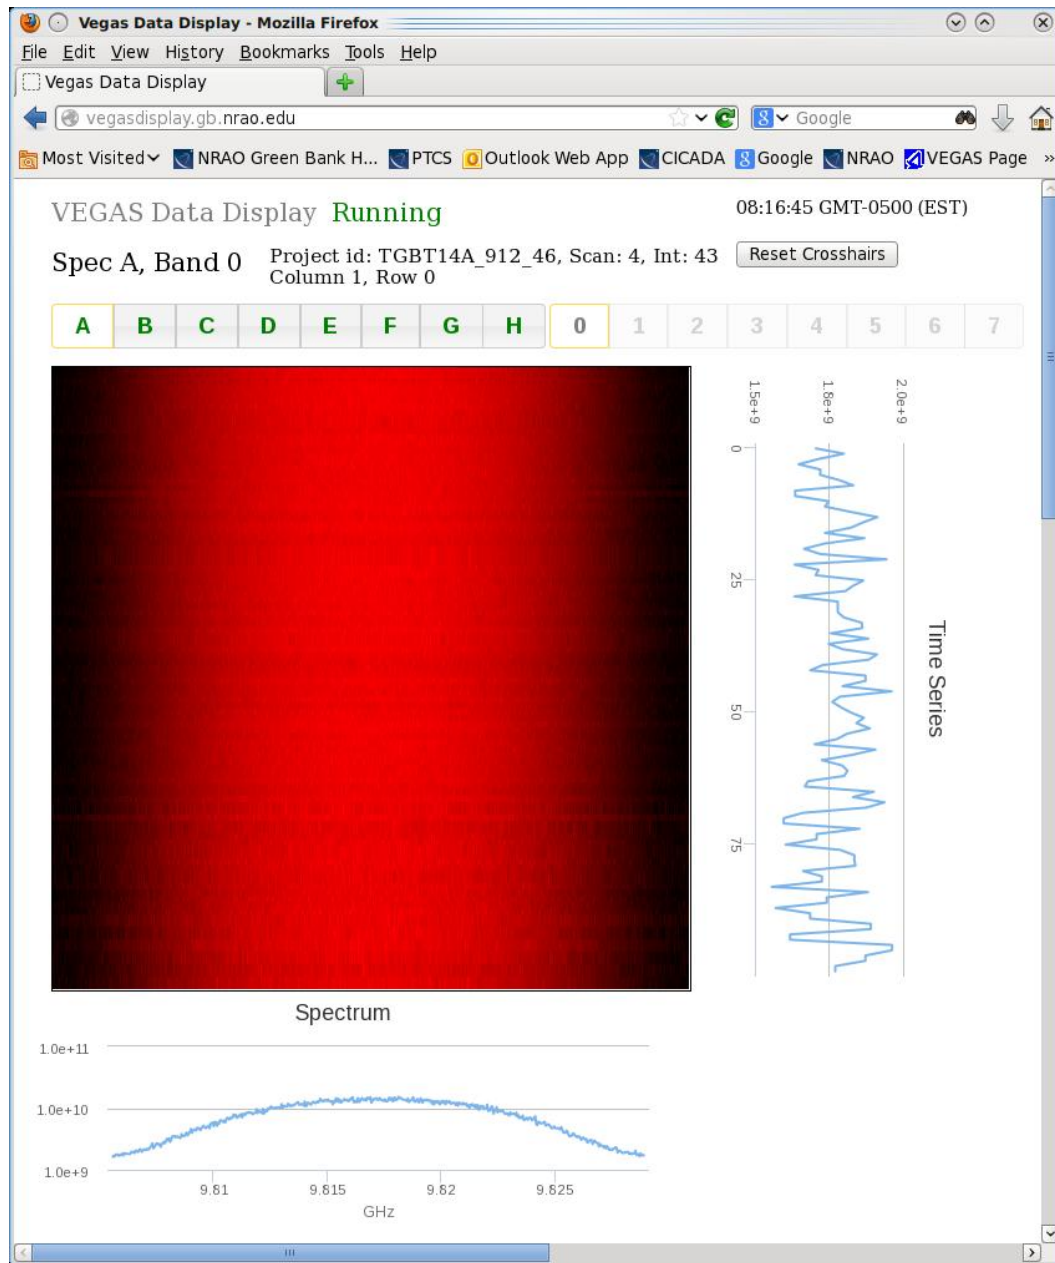 Vegas Data Display - Mozilla Firefox
File Edit View History Bookmarks Tools Help
Vegas Data Display
vegasdisplay.gb.nrao.edu
Google
Most Visited NRAO Green Bank H... PTCS Outlook Web App CICADA Google NRAO VEGAS Page »
VEGAS Data Display Running
08:16:45 GMT-0500 (EST)
Spec A, Band 0
Project id: TGBT14A_912_46, Scan: 4, Int: 43
Column 1, Row 0
Reset Crosshairs
A B C D E F G H 0 1 2 3 4 5 6 7
1.5e+9 1.8e+9 2.0e+9
0
25
50
75
Time Series
Spectrum
1.0e+11
1.0e+10
1.0e+9
9.81 9.815 9.82 9.825
GHz